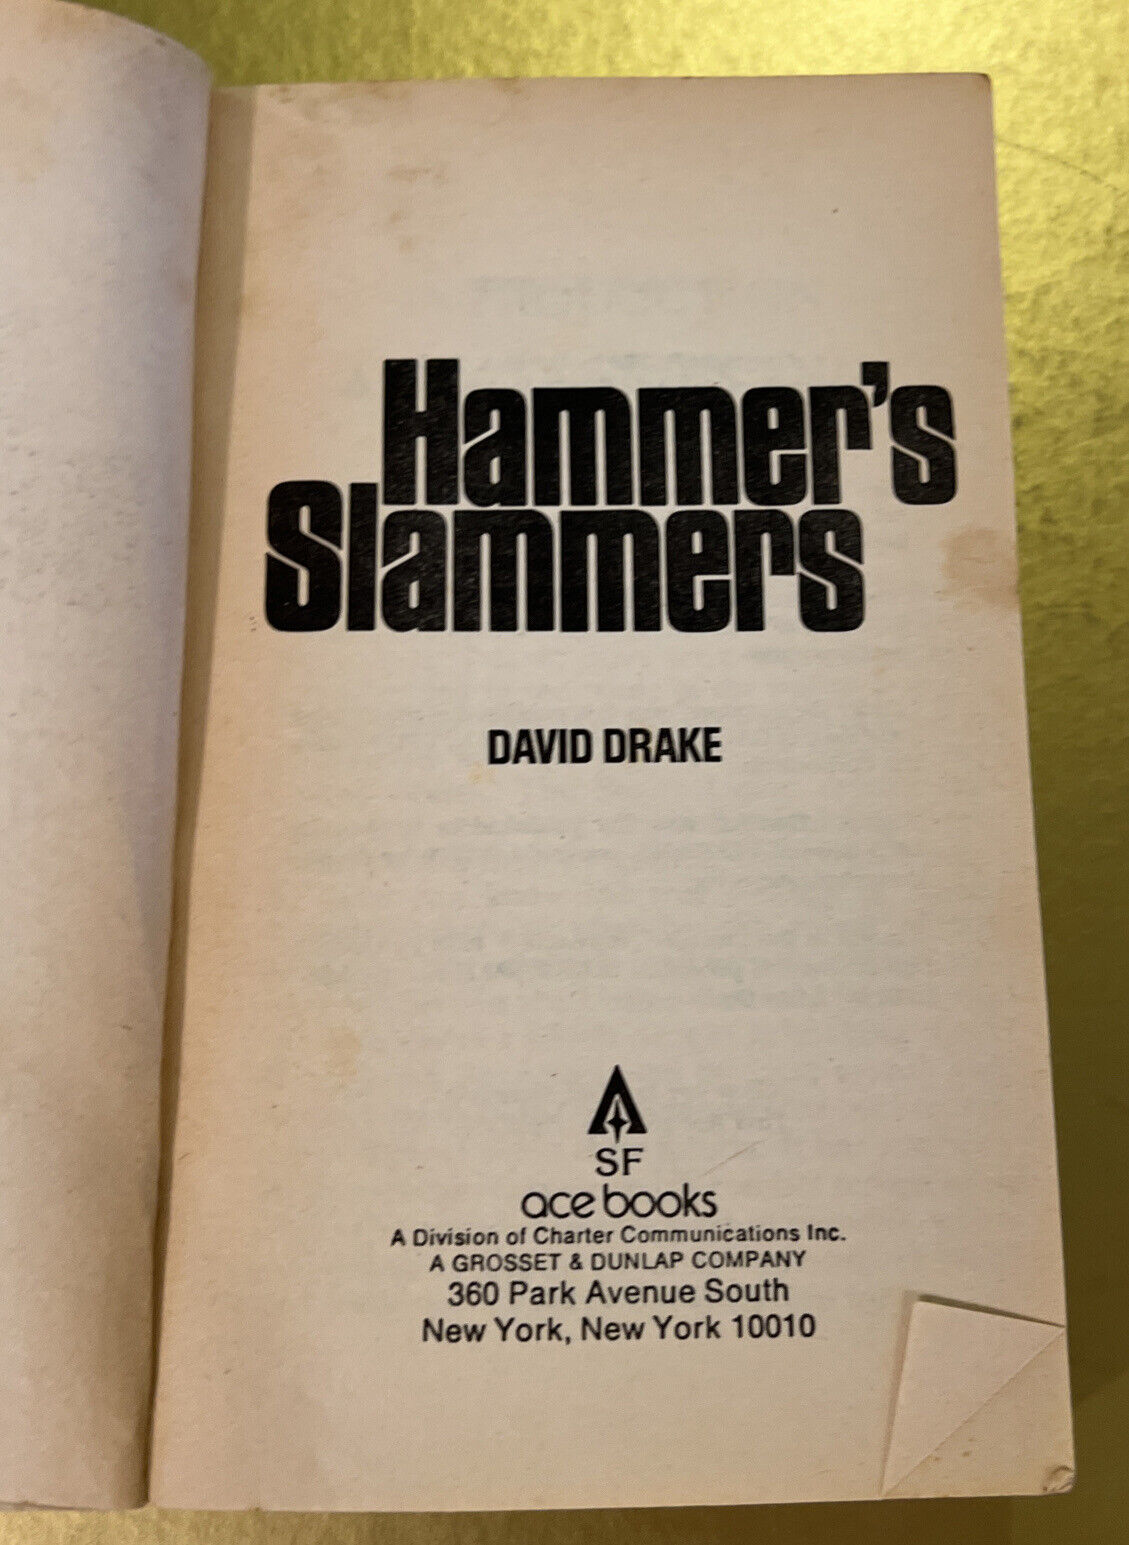 Hammer's
Slammers
DAVID DRAKE
SF
ace books
A Division of Charter Communications Inc.
A GROSSET & DUNLAP COMPANY
360 Park Avenue South
New York, New York 10010